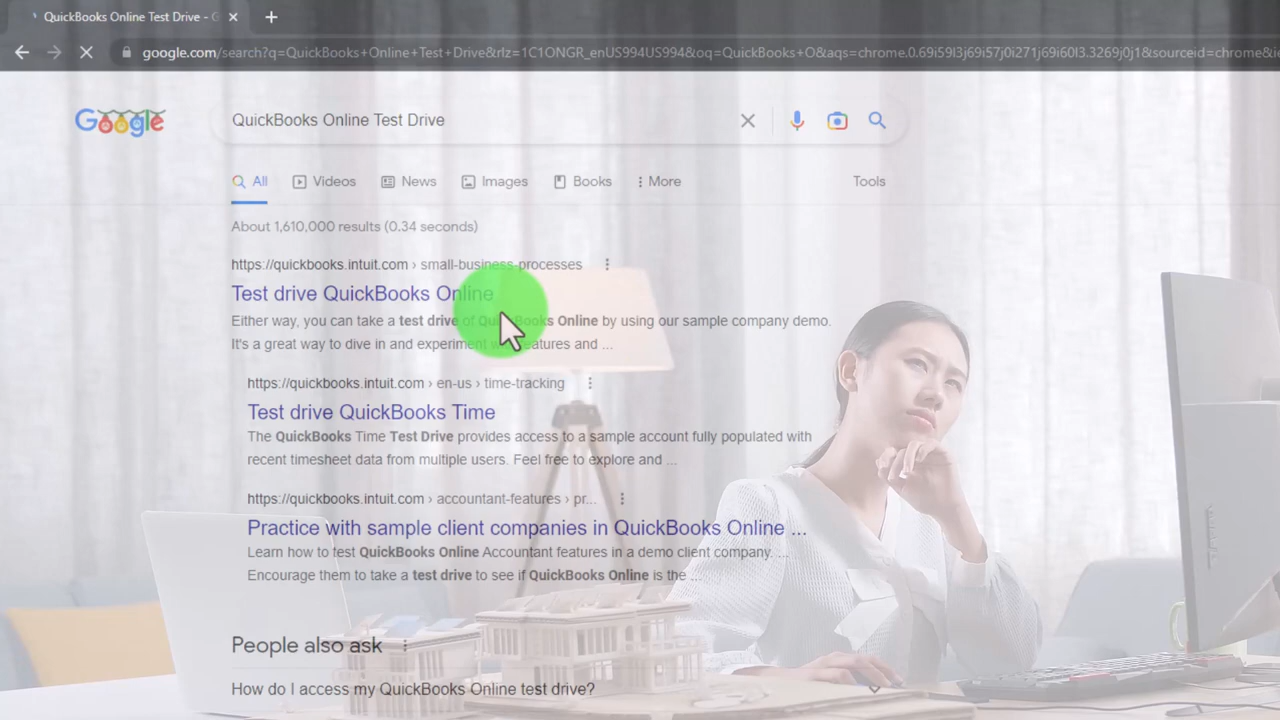 QuickBooks Online Test Drive - G
google.com/search?q=QuickBooks+Online+Test+Drive&rlz=1C1ONGR_enUS994US994&oq=QuickBooks+O&aqs=chrome.0.69i59l3j69i57j0i271j69i60l3.3269j0j1&sourceid=chrome&ie
Google
QuickBooks Online Test Drive
All
Videos
News
Images
Books
More
Tools
About 1,610,000 results (0.34 seconds)
https://quickbooks.intuit.com › small-business-processes
Test drive QuickBooks Online
Either way, you can take a test drive of QuickBooks Online by using our sample company demo.
It's a great way to dive in and experiment with features and ...
https://quickbooks.intuit.com › en-us › time-tracking
Test drive QuickBooks Time
The QuickBooks Time Test Drive provides access to a sample account fully populated with
recent timesheet data from multiple users. Feel free to explore and ...
https://quickbooks.intuit.com › accountant-features › pr...
Practice with sample client companies in QuickBooks Online ...
Learn how to test QuickBooks Online Accountant features in a demo client company. ...
Encourage them to take a test drive to see if QuickBooks Online is the ...
People also ask
How do I access my QuickBooks Online test drive?